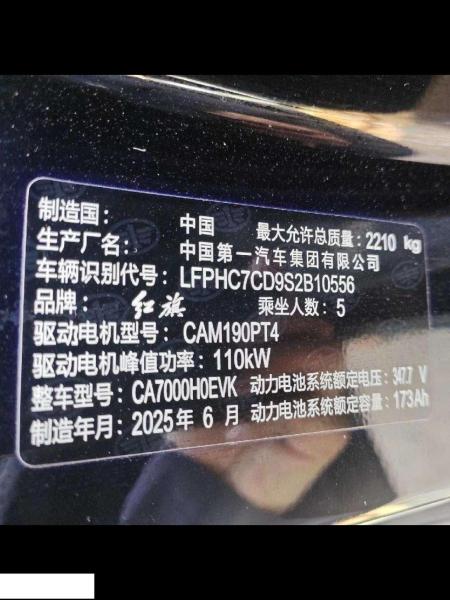 制造国: 中国 最大允许总质量: 2210 kg
生产厂名: 中国第一汽车集团有限公司
车辆识别代号: LFPHC7CD9S2B10556
品牌: 红旗 乘坐人数: 5
驱动电机型号: CAM190PT4
驱动电机峰值功率: 110kW
整车型号: CA7000H0EVK 动力电池系统额定电压: 347.7 V
制造年月: 2025年 6 月 动力电池系统额定容量: 173Ah